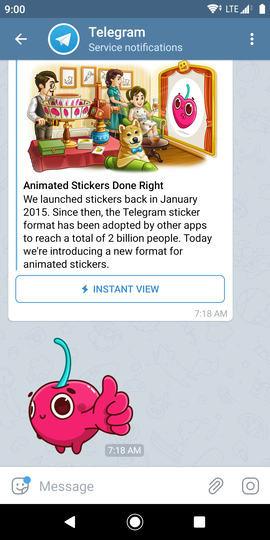 9:00
LTE
Telegram
Service notifications
Animated Stickers Done Right
We launched stickers back in January
2015. Since then, the Telegram sticker
format has been adopted by other apps
to reach a total of 2 billion people. Today
we're introducing a new format for
animated stickers.
INSTANT VIEW
7:18 AM
7:18 AM
Message